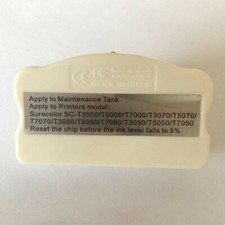 Apply to Maintenance Tank
Apply to Printers model:
Surecolor SC-T3000/T5000/T7000/T3070/T5070/
T7070/T3080/T5080/T7080/T3050/T5050/T7050
Reset the chip before the ink level falls to 5%